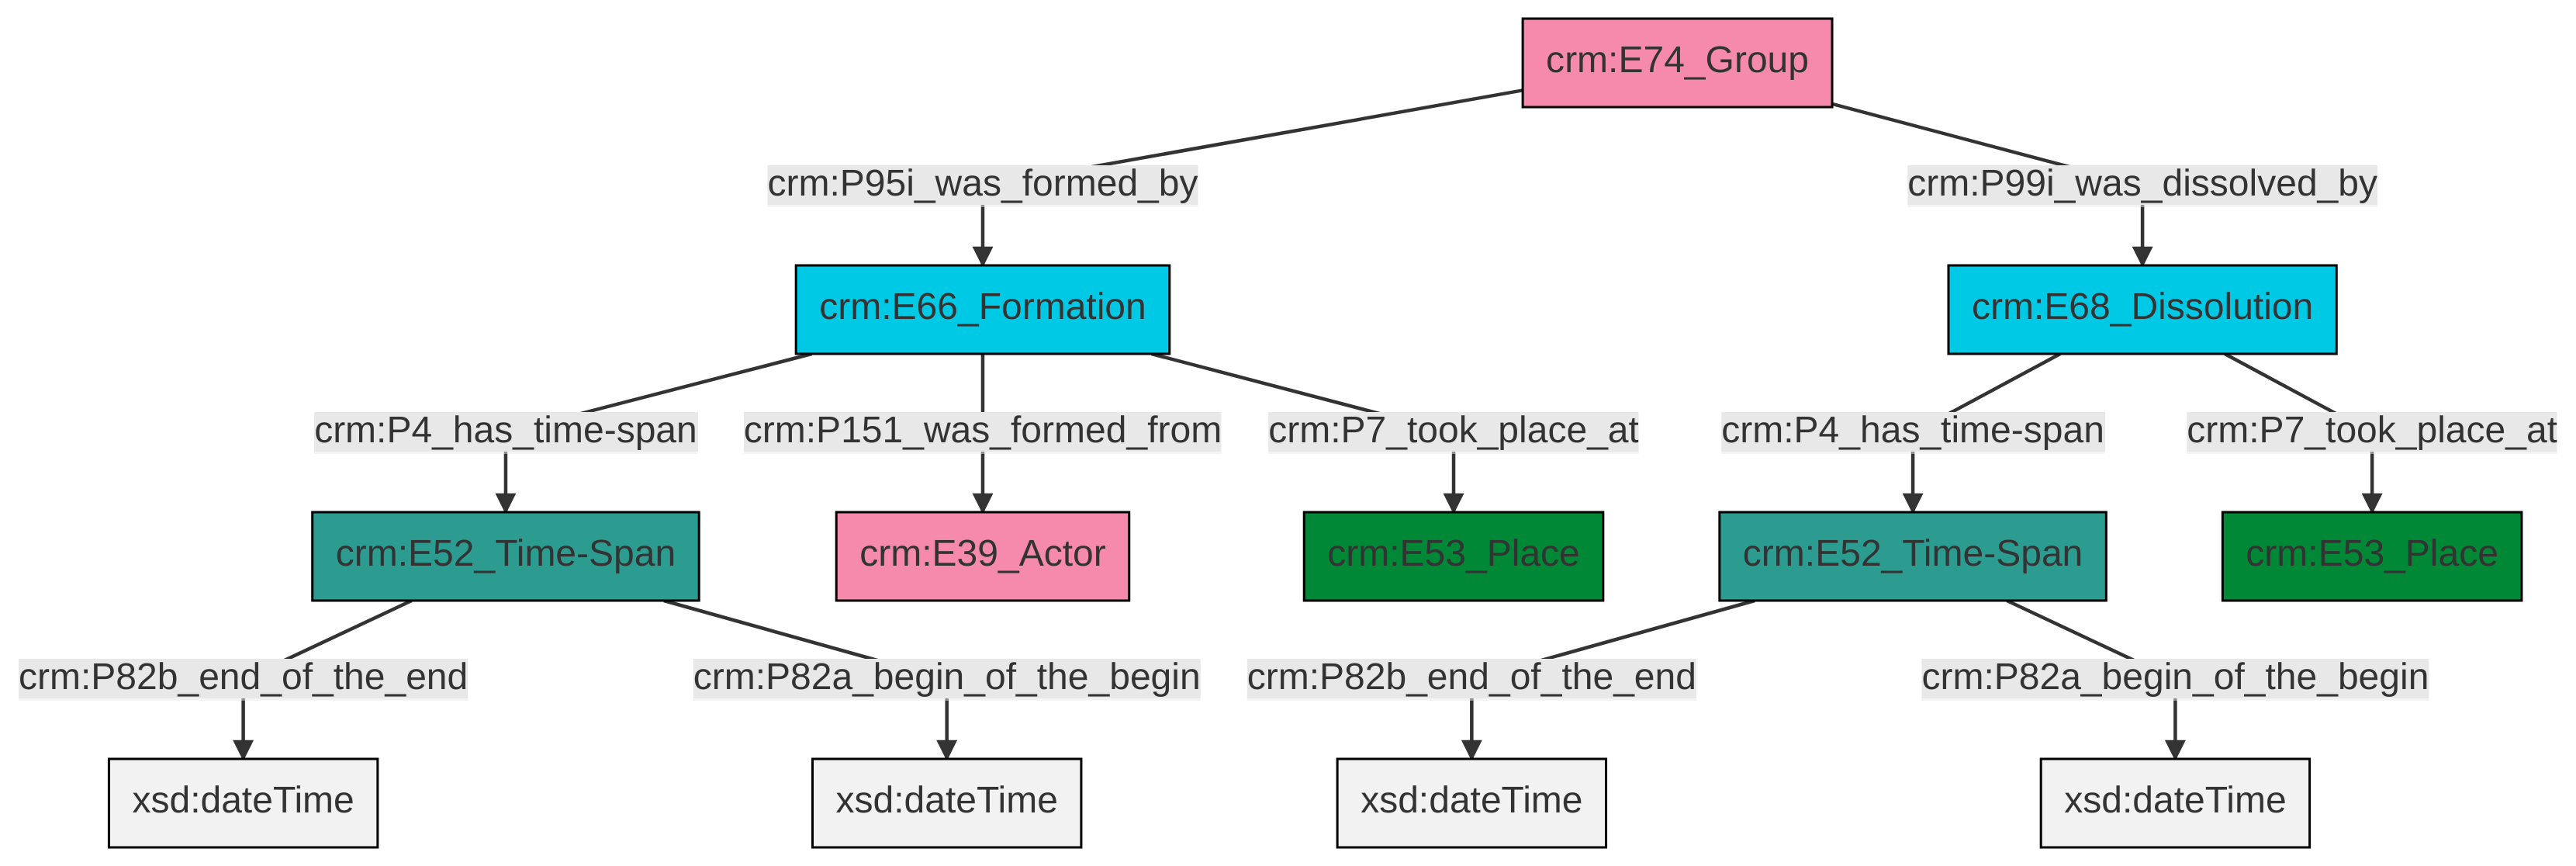 crm:E74_Group
crm:P95i_was_formed_by
crm:P99i_was_dissolved_by
crm:E66_Formation
crm:E68_Dissolution
crm:P4_has_time-span
crm:P151_was_formed_from
crm:P7_took_place_at
crm:P4_has_time-span
crm:P7_took_place_at
crm:E52_Time-Span
crm:E39_Actor
crm:E53_Place
crm:E52_Time-Span
crm:E53_Place
crm:P82b_end_of_the_end
crm:P82a_begin_of_the_begin
crm:P82b_end_of_the_end
crm:P82a_begin_of_the_begin
xsd:dateTime
xsd:dateTime
xsd:dateTime
xsd:dateTime